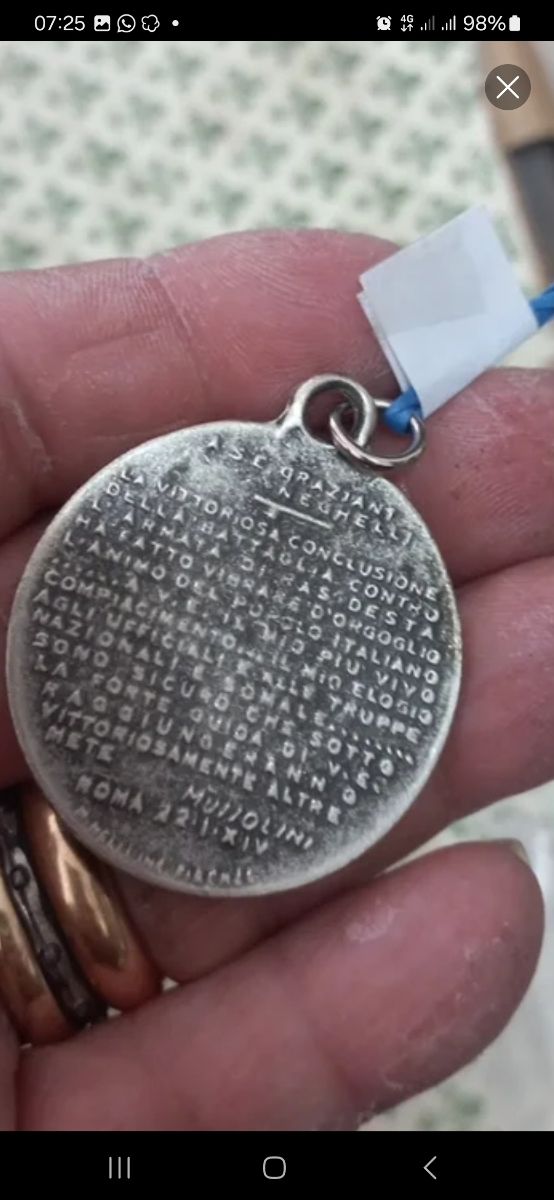 07:25
4G
98%
A S.E. GRAZIANI
NEGHELLI
LA VITTORIOSA CONCLUSIONE
DELLA BATTAGLIA CONTRO
L'ARMATA DI RAS DESTA
HA FATTO VIBRARE D'ORGOGLIO
L'ANIMO DEL POPOLO ITALIANO
....... A V.E. IL MIO PIU' VIVO
COMPIACIMENTO.... IL MIO ELOGIO
AGLI UFFICIALI E ALLE TRUPPE
NAZIONALI E SOMALE........
SONO SICURO CHE SOTTO
LA FORTE GUIDA DI V.E.
RAGGIUNGERANNO
VITTORIOSAMENTE ALTRE
METE
MUSSOLINI
ROMA 22·I·XIV